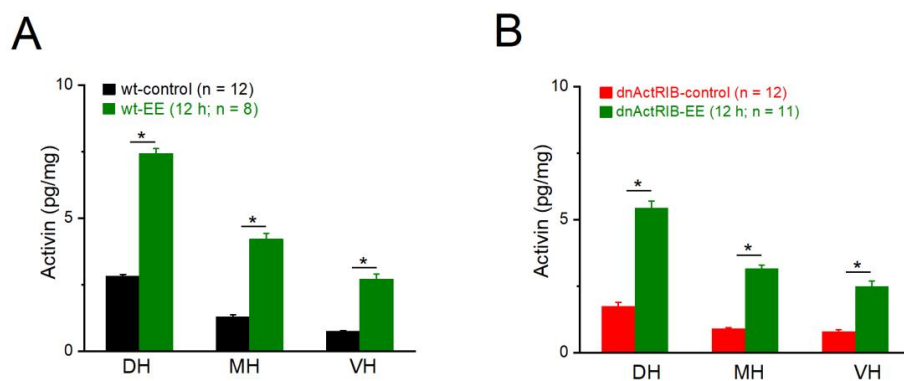 A
Activin (pg/mg)
10
5
0
wt-control (n = 12)
wt-EE (12 h; n = 8)
*
*
*
DH MH VH
B
Activin (pg/mg)
10
5
0
dnActRIB-control (n = 12)
dnActRIB-EE (12 h; n = 11)
*
*
*
DH MH VH